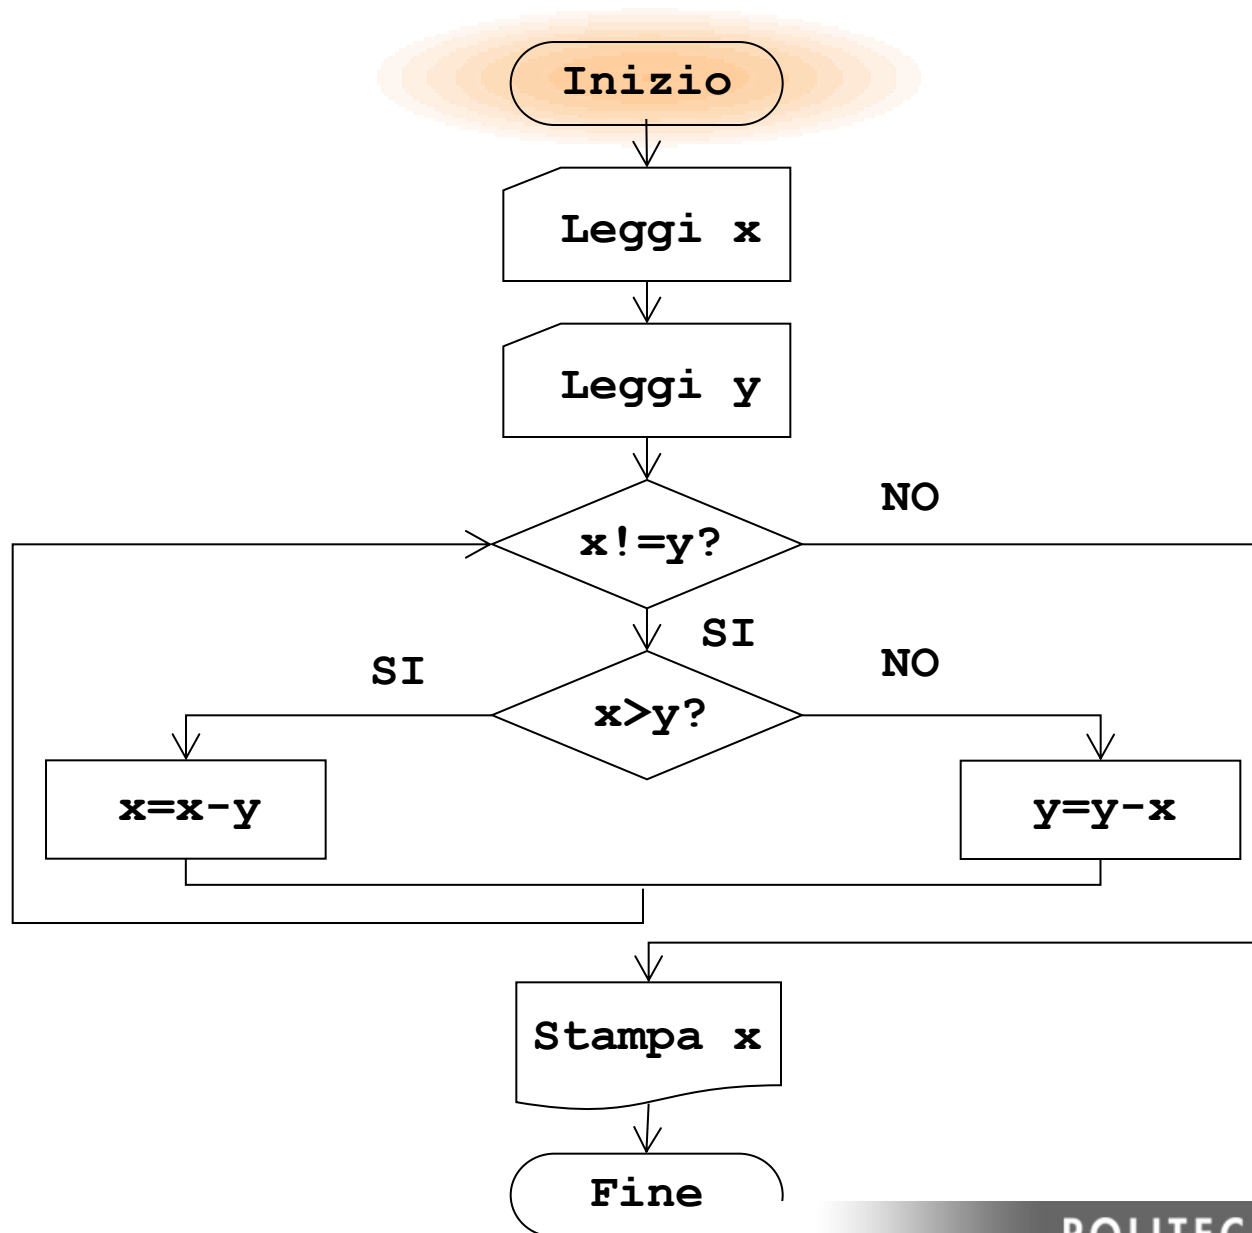 Inizio
Leggi x
Leggi y
x!=y?
NO
SI
SI
x>y?
NO
x=x-y
y=y-x
Stampa x
Fine